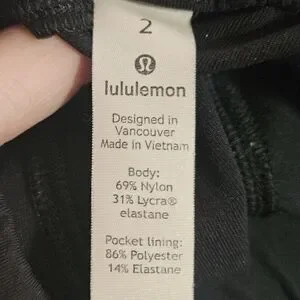 2
lululemon
Designed in
Vancouver
Made in Vietnam
Body:
69% Nylon
31% Lycra®
elastane
Pocket lining:
86% Polyester
14% Elastane